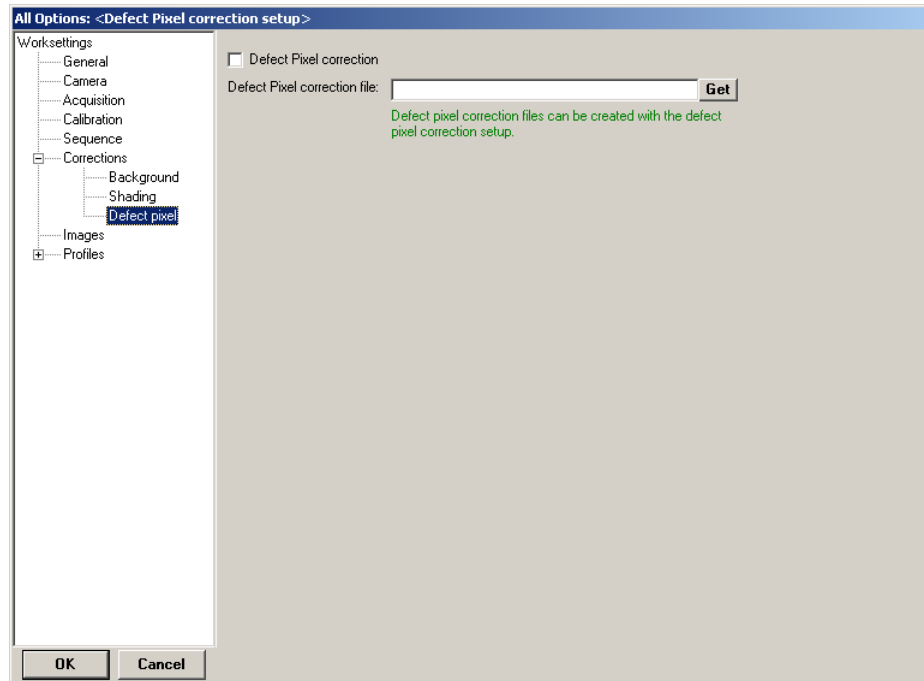 All Options: <Defect Pixel correction setup>
Worksettings
General
Camera
Acquisition
Calibration
Sequence
Corrections
Background
Shading
Defect pixel
Images
Profiles
Defect Pixel correction
Defect Pixel correction file:
Get
Defect pixel correction files can be created with the defect
pixel correction setup.
OK
Cancel